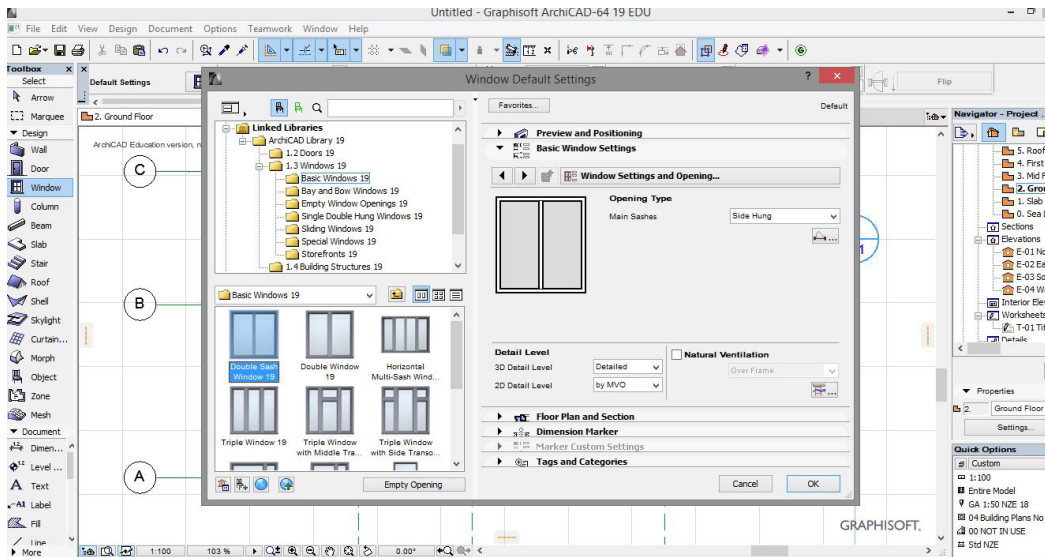 Untitled - Graphisoft ArchiCAD-64 19 EDU
File Edit View Design Document Options Teamwork Window Help
Toolbox
Select
Arrow
Marquee
Design
Wall
Door
Window
Column
Beam
Slab
Stair
Roof
Shell
Skylight
Curtain...
Morph
Object
Zone
Mesh
Document
Dimen...
Level ...
Text
Label
Fill
Line
More
Default Settings
2. Ground Floor
ArchiCAD Education version, n
C
B
A
Window Default Settings
Linked Libraries
ArchiCAD Library 19
1.2 Doors 19
1.3 Windows 19
Basic Windows 19
Bay and Bow Windows 19
Empty Window Openings 19
Single Double Hung Windows 19
Sliding Windows 19
Special Windows 19
Storefronts 19
1.4 Building Structures 19
Basic Windows 19
Double Sash Window 19
Double Window 19
Horizontal Multi-Sash Wind...
Triple Window 19
Triple Window with Middle Tra...
Triple Window with Side Transo...
Empty Opening
Favorites...
Default
Preview and Positioning
Basic Window Settings
Window Settings and Opening...
Opening Type
Main Sashes
Side Hung
Detail Level
3D Detail Level
Detailed
2D Detail Level
by MVO
Natural Ventilation
Over Frame
Floor Plan and Section
Dimension Marker
Marker Custom Settings
Tags and Categories
Cancel
OK
Flip
1
GRAPHISOFT.
1:100
103 %
0.00°
Navigator - Project
5. Roof
4. First
3. Mid F
2. Grou
1. Slab
0. Sea L
Sections
Elevations
E-01 No
E-02 Ea
E-03 So
E-04 W
Interior Elev
Worksheets
T-01 Tit
Details
Properties
2.
Ground Floor
Settings...
Quick Options
Custom
1:100
Entire Model
GA 1:50 NZE 18
04 Building Plans No
00 NOT IN USE
Std NZE